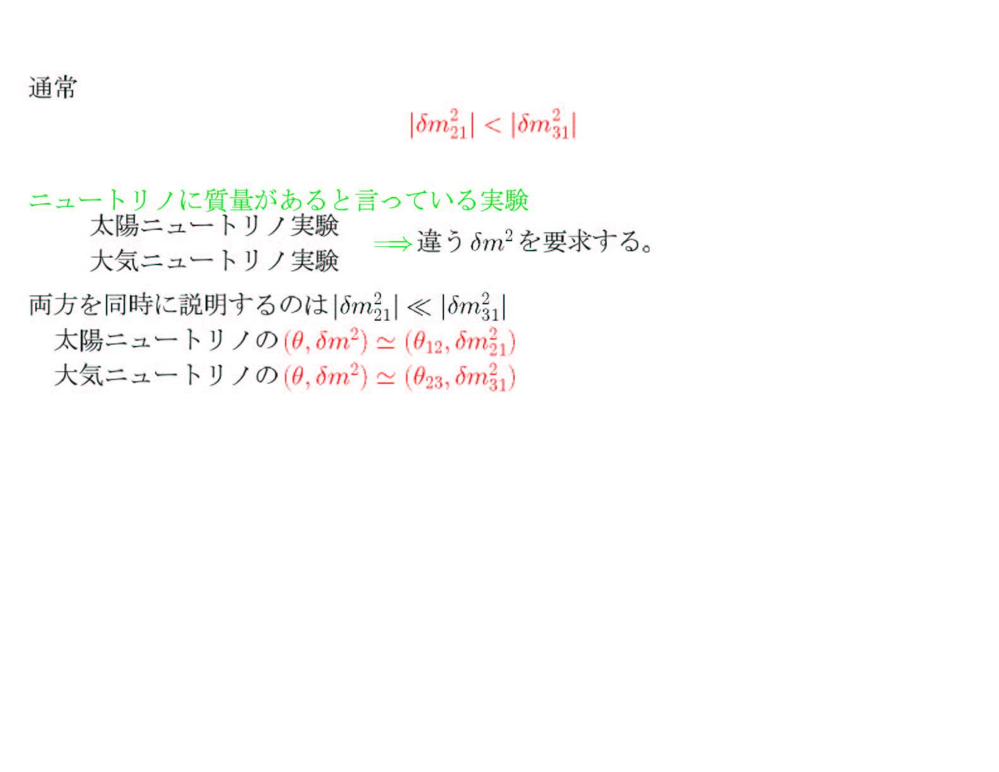 通常
|δm²₂₁| < |δm²₃₁|
ニュートリノに質量があると言っている実験
太陽ニュートリノ実験
大気ニュートリノ実験
⟹ 違う δm² を要求する。
両方を同時に説明するのは |δm²₂₁| ≪ |δm²₃₁|
太陽ニュートリノの (θ, δm²) ≃ (θ₁₂, δm²₂₁)
大気ニュートリノの (θ, δm²) ≃ (θ₂₃, δm²₃₁)